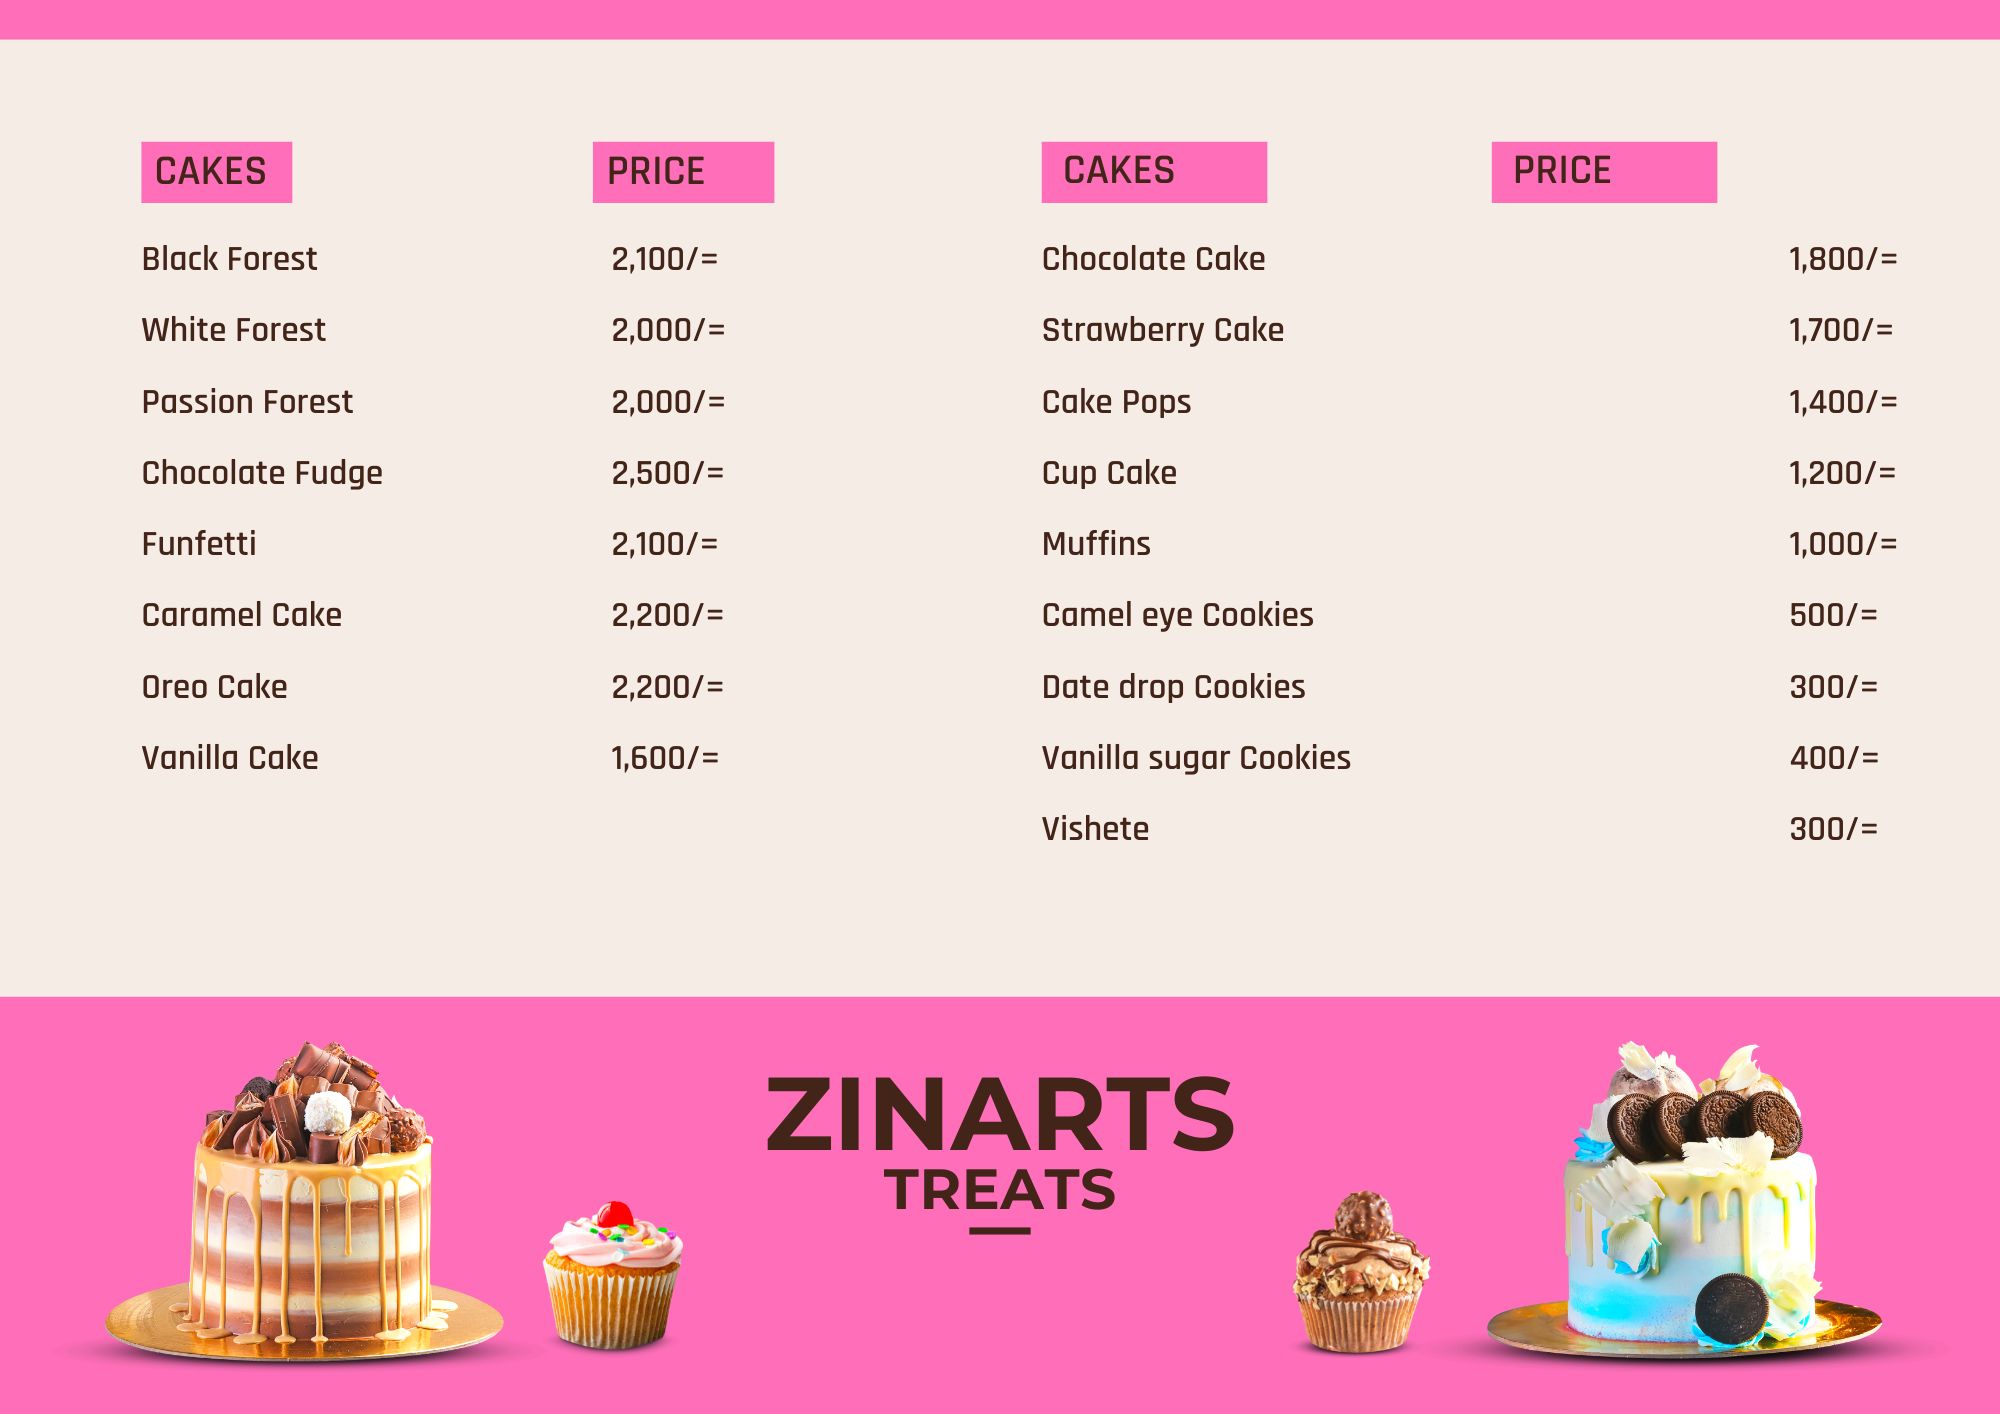 CAKES PRICE CAKES PRICE
Black Forest 2,100/= Chocolate Cake 1,800/=
White Forest 2,000/= Strawberry Cake 1,700/=
Passion Forest 2,000/= Cake Pops 1,400/=
Chocolate Fudge 2,500/= Cup Cake 1,200/=
Funfetti 2,100/= Muffins 1,000/=
Caramel Cake 2,200/= Camel eye Cookies 500/=
Oreo Cake 2,200/= Date drop Cookies 300/=
Vanilla Cake 1,600/= Vanilla sugar Cookies 400/=
Vishete 300/=
ZINARTS
TREATS